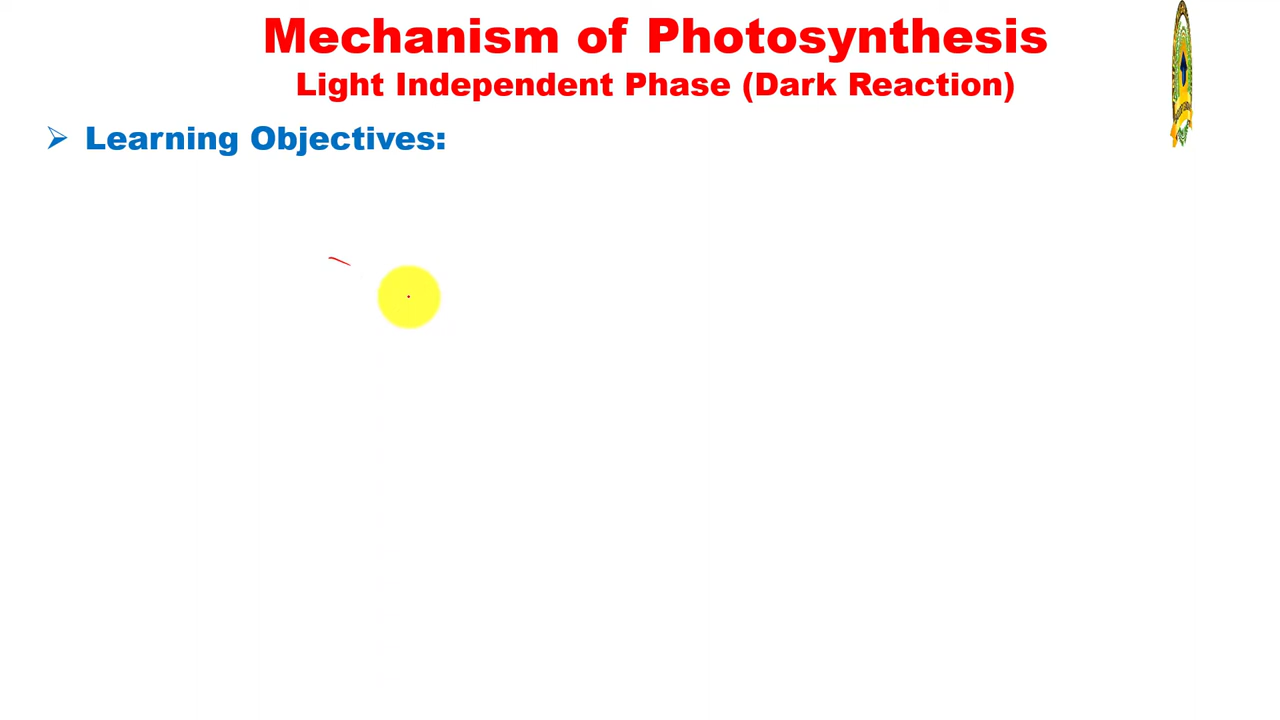 Mechanism of Photosynthesis
Light Independent Phase (Dark Reaction)
Learning Objectives: